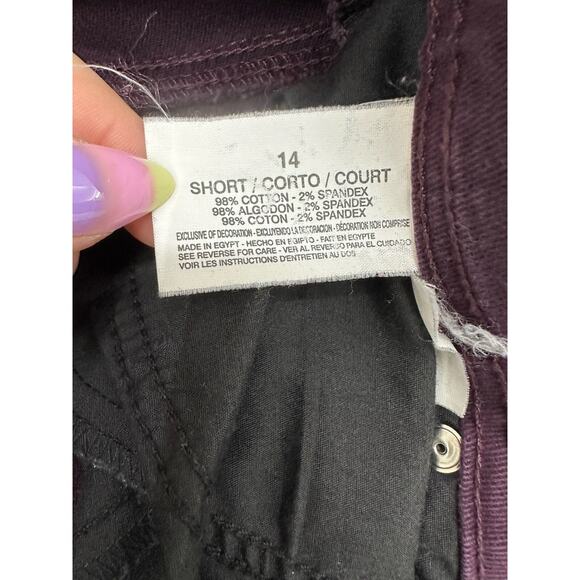 14
SHORT / CORTO / COURT
98% COTTON - 2% SPANDEX
98% ALGODON - 2% SPANDEX
98% COTON - 2% SPANDEX
EXCLUSIVE OF DECORATION - EXCLUYENDO LA DECORACION - DÉCORATION NON COMPRISE
MADE IN EGYPT - HECHO EN EGIPTO - FAIT EN EGYPTE
SEE REVERSE FOR CARE - VER AL REVERSO PARA EL CUIDADO
VOIR LES INSTRUCTIONS D'ENTRETIEN AU DOS